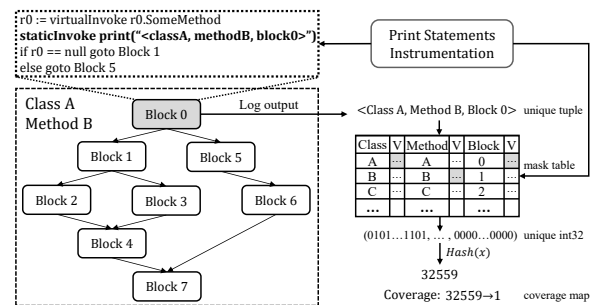 r0 := virtualInvoke r0.SomeMethod
staticInvoke print("<classA, methodB, block0>")
if r0 == null goto Block 1
else goto Block 5
Print Statements
Instrumentation
Class A
Method B
Block 0
Log output
<Class A, Method B, Block 0> unique tuple
Block 1
Block 5
Block 2
Block 3
Block 6
Block 4
Block 7
Class V Method V Block V
A ... A ... 0 ...
B ... B ... 1 ...
C ... C ... 2 ...
... ... ...
mask table
(0101...1101, ... , 0000...0000) unique int32
Hash(x)
32559
Coverage: 32559→1 coverage map